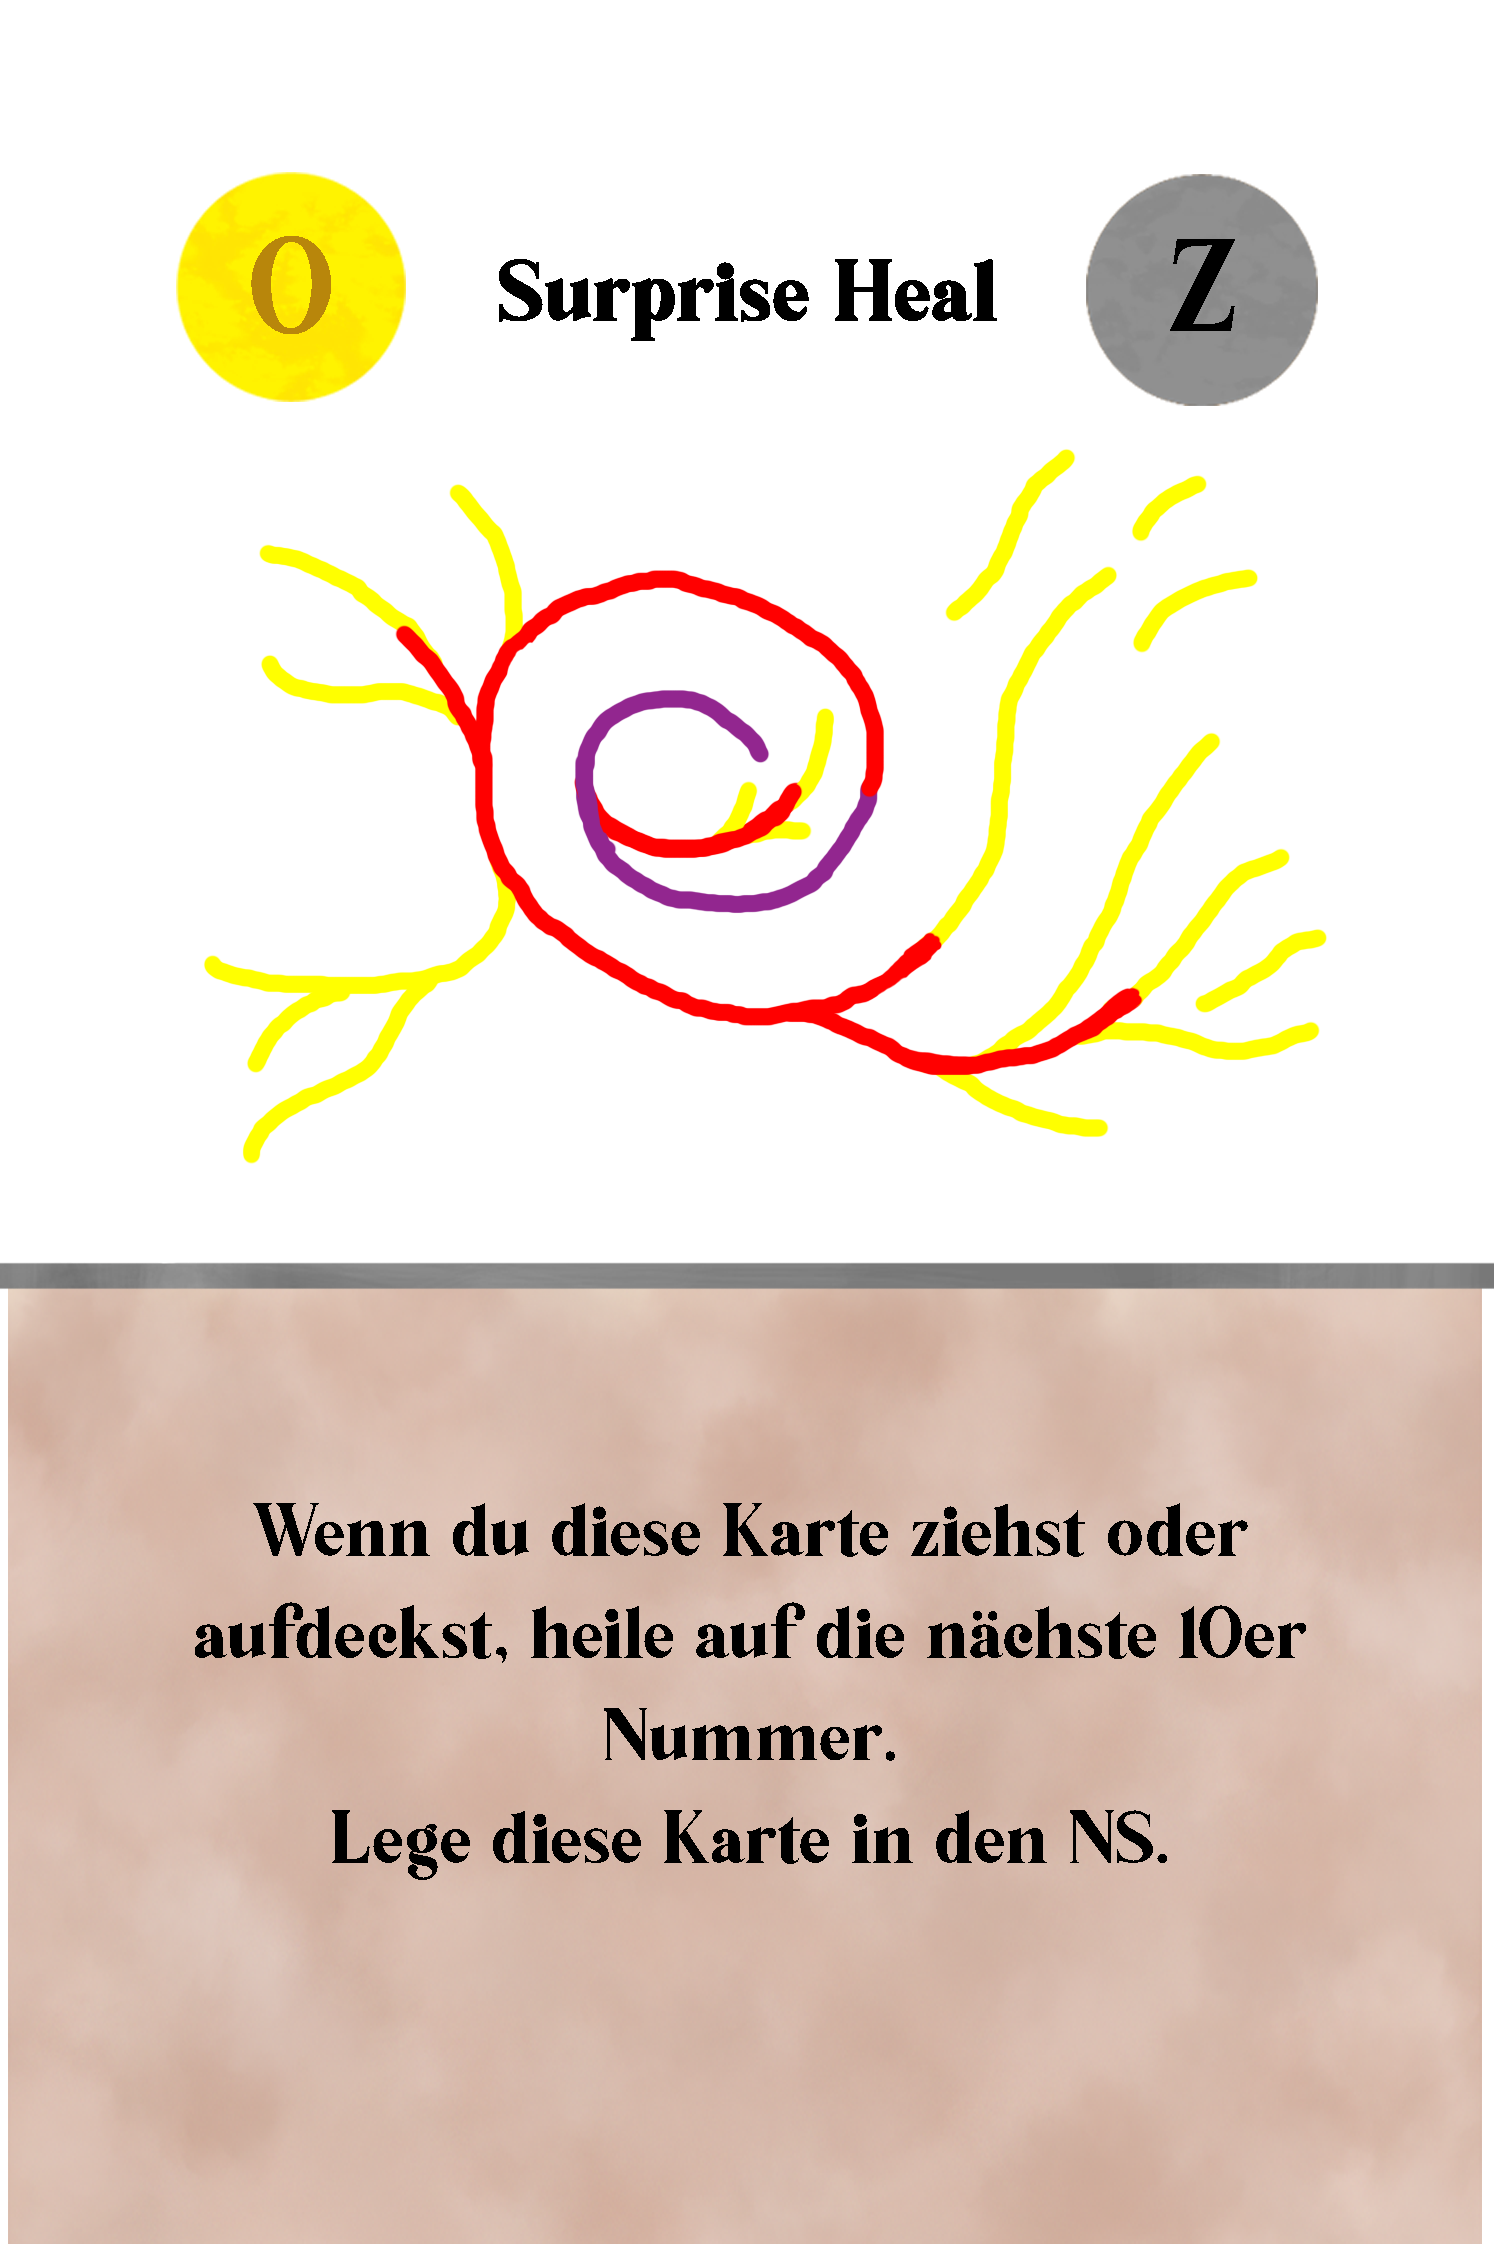 0 Surprise Heal Z
Wenn du diese Karte ziehst oder
aufdeckst, heile auf die nächste 10er
Nummer.
Lege diese Karte in den NS.